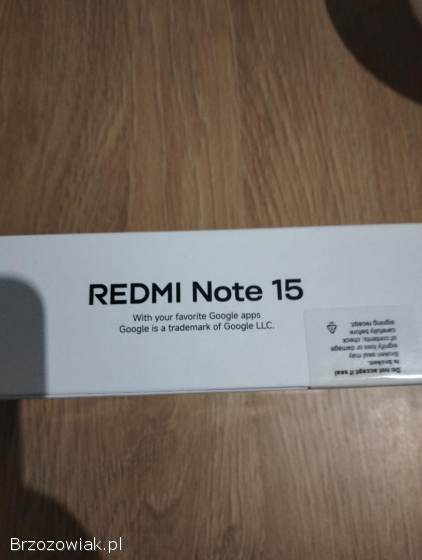 REDMI Note 15
With your favorite Google apps
Google is a trademark of Google LLC.
Do not accept if seal
is broken.
Broken seal may
signify loss or damage
of contents: check
carefully before
signing receipt.
Brzozowiak.pl